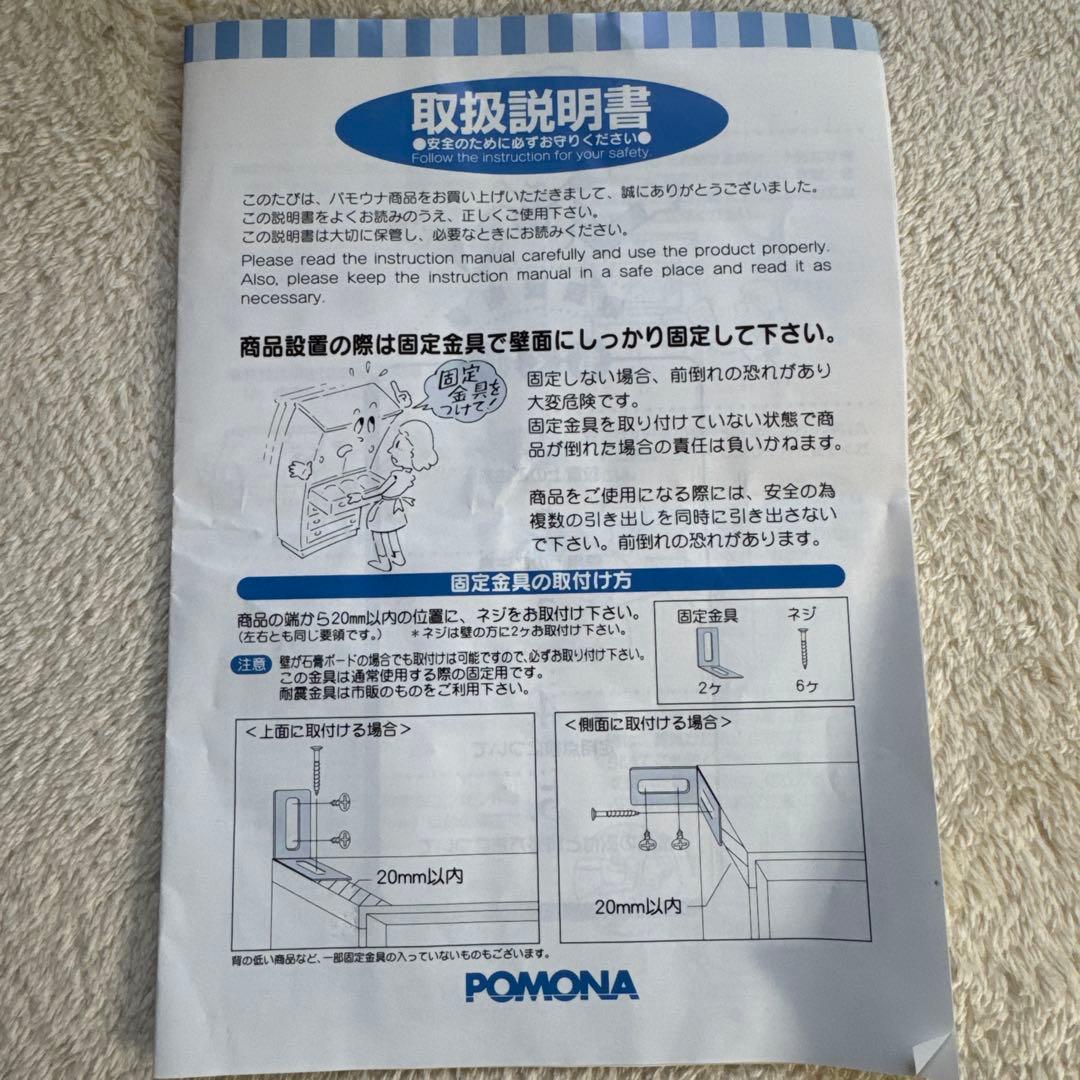 取扱説明書
●安全のために必ずお守りください●
Follow the instruction for your safety.
このたびは、パモウナ商品をお買い上げいただきまして、誠にありがとうございました。
この説明書をよくお読みのうえ、正しくご使用下さい。
この説明書は大切に保管し、必要なときにお読みください。
Please read the instruction manual carefully and use the product properly.
Also, please keep the instruction manual in a safe place and read it as
necessary.
商品設置の際は固定金具で壁面にしっかり固定して下さい。
固定
金具を
つけて!
固定しない場合、前倒れの恐れがあり
大変危険です。
固定金具を取り付けていない状態で商
品が倒れた場合の責任は負いかねます。
商品をご使用になる際には、安全の為
複数の引き出しを同時に引き出さない
で下さい。前倒れの恐れがあります。
固定金具の取付け方
商品の端から20mm以内の位置に、ネジをお取付け下さい。
(左右とも同じ要領です。) *ネジは壁の方に2ケお取付け下さい。
注意 壁が石膏ボードの場合でも取付けは可能ですので、必ずお取り付け下さい。
この金具は通常使用する際の固定用です。
耐震金具は市販のものをご利用下さい。
固定金具 ネジ
2ケ 6ケ
<上面に取付ける場合>
20mm以内
<側面に取付ける場合>
20mm以内
背の低い商品など、一部固定金具の入っていないものもございます。
POMONA